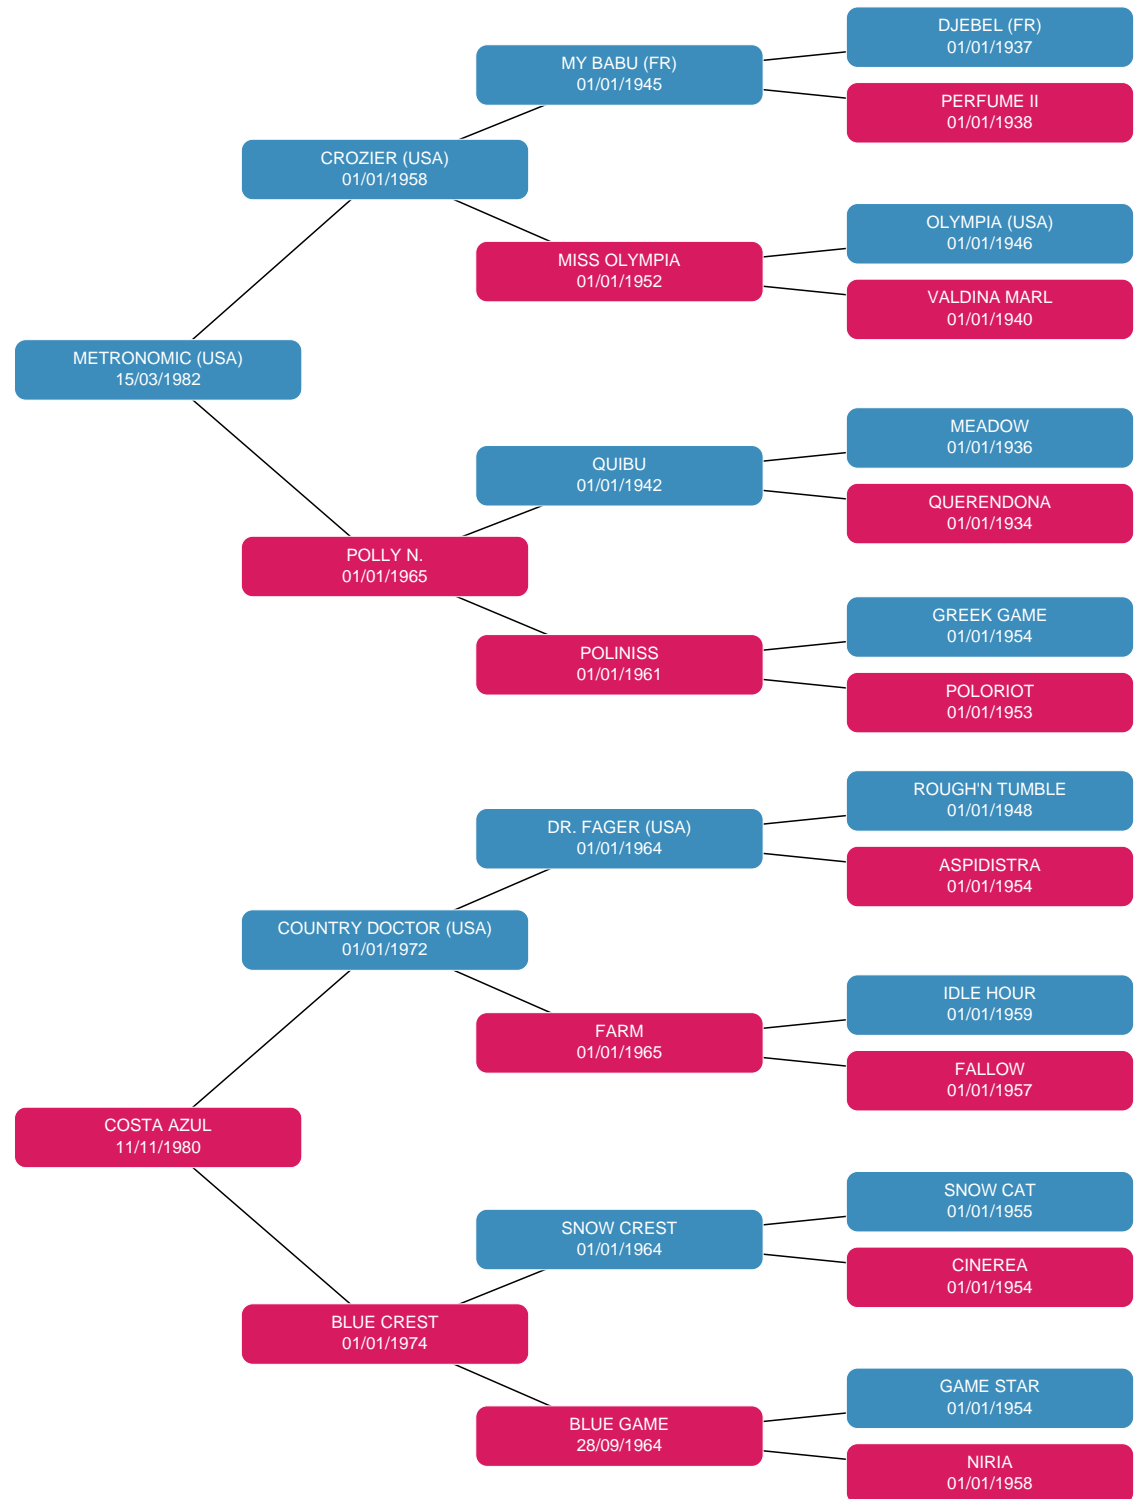 DJEBEL (FR)
01/01/1937
MY BABU (FR)
01/01/1945
PERFUME II
01/01/1938
CROZIER (USA)
01/01/1958
OLYMPIA (USA)
01/01/1946
MISS OLYMPIA
01/01/1952
VALDINA MARL
01/01/1940
METRONOMIC (USA)
15/03/1982
MEADOW
01/01/1936
QUIBU
01/01/1942
QUERENDONA
01/01/1934
POLLY N.
01/01/1965
GREEK GAME
01/01/1954
POLINISS
01/01/1961
POLORIOT
01/01/1953
ROUGH'N TUMBLE
01/01/1948
DR. FAGER (USA)
01/01/1964
ASPIDISTRA
01/01/1954
COUNTRY DOCTOR (USA)
01/01/1972
IDLE HOUR
01/01/1959
FARM
01/01/1965
FALLOW
01/01/1957
COSTA AZUL
11/11/1980
SNOW CAT
01/01/1955
SNOW CREST
01/01/1964
CINEREA
01/01/1954
BLUE CREST
01/01/1974
GAME STAR
01/01/1954
BLUE GAME
28/09/1964
NIRIA
01/01/1958